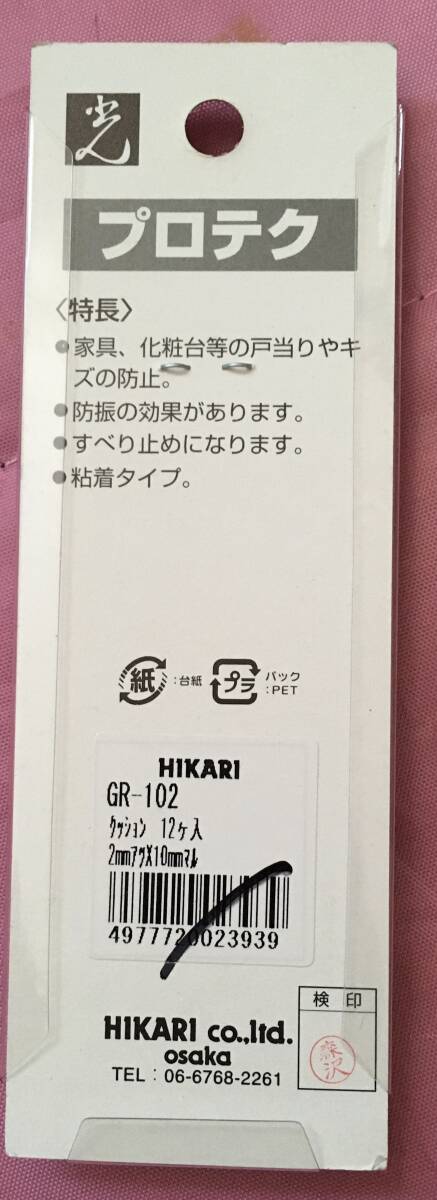 光
プロテク
〈特長〉
●家具、化粧台等の戸当りやキ
ズの防止。
●防振の効果があります。
●すべり止めになります。
●粘着タイプ。
紙 :台紙 プラ パック
:PET
HIKARI
GR-102
クッション 12ケ入
2mmアツX10mmマル
4977720023939
検印
森沢
HIKARI co.,ltd.
osaka
TEL : 06-6768-2261